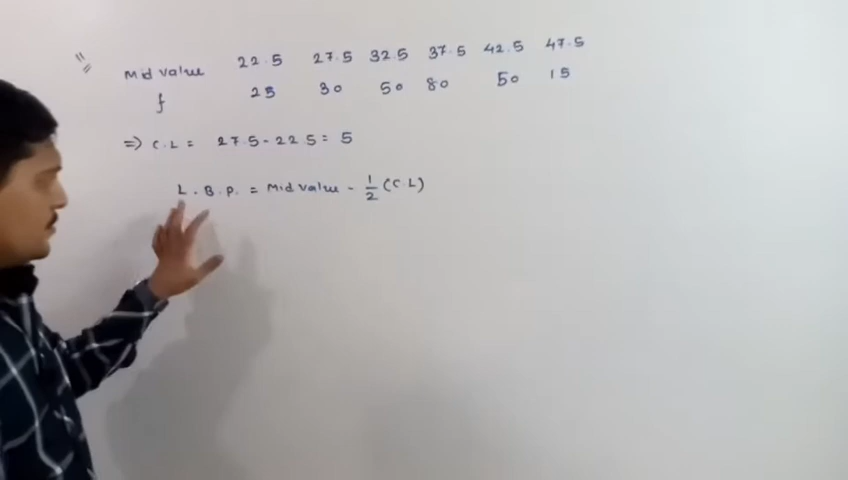 Mid value 22.5 27.5 32.5 37.5 42.5 47.5
f 25 30 50 80 50 15
=> C.L = 27.5 - 22.5 = 5
L.B.P. = Mid value - 1/2 (C.L)